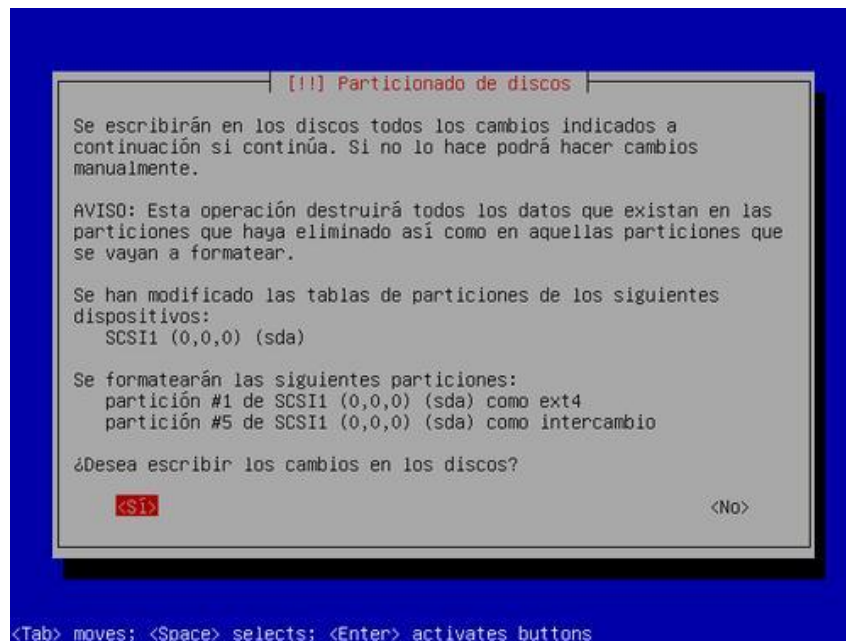 [!!] Particionado de discos
Se escribirán en los discos todos los cambios indicados a
continuación si continúa. Si no lo hace podrá hacer cambios
manualmente.
AVISO: Esta operación destruirá todos los datos que existan en las
particiones que haya eliminado así como en aquellas particiones que
se vayan a formatear.
Se han modificado las tablas de particiones de los siguientes
dispositivos:
SCSI1 (0,0,0) (sda)
Se formatearán las siguientes particiones:
partición #1 de SCSI1 (0,0,0) (sda) como ext4
partición #5 de SCSI1 (0,0,0) (sda) como intercambio
¿Desea escribir los cambios en los discos?
<Sí> <No>
<Tab> moves; <Space> selects; <Enter> activates buttons